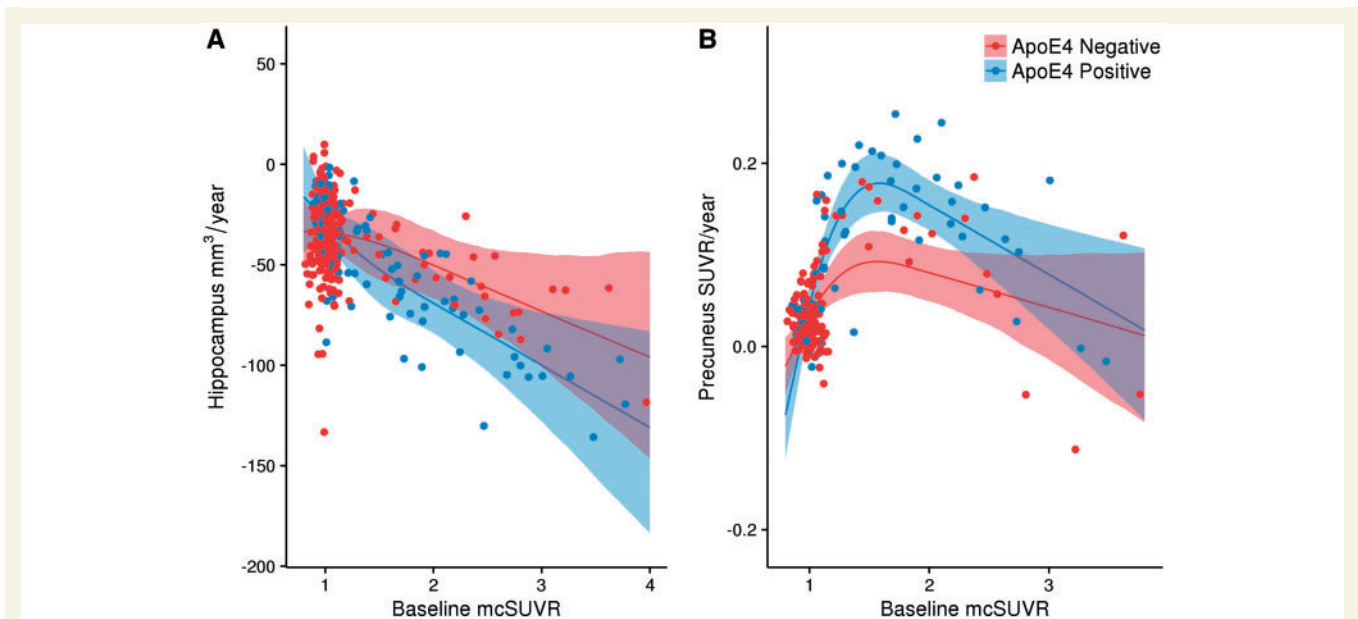 A
50
0
-50
-100
-150
-200
Hippocampus mm³/year
1 2 3 4
Baseline mcSUVR
B
ApoE4 Negative
ApoE4 Positive
0.2
0.0
-0.2
Precuneus SUVR/year
1 2 3
Baseline mcSUVR